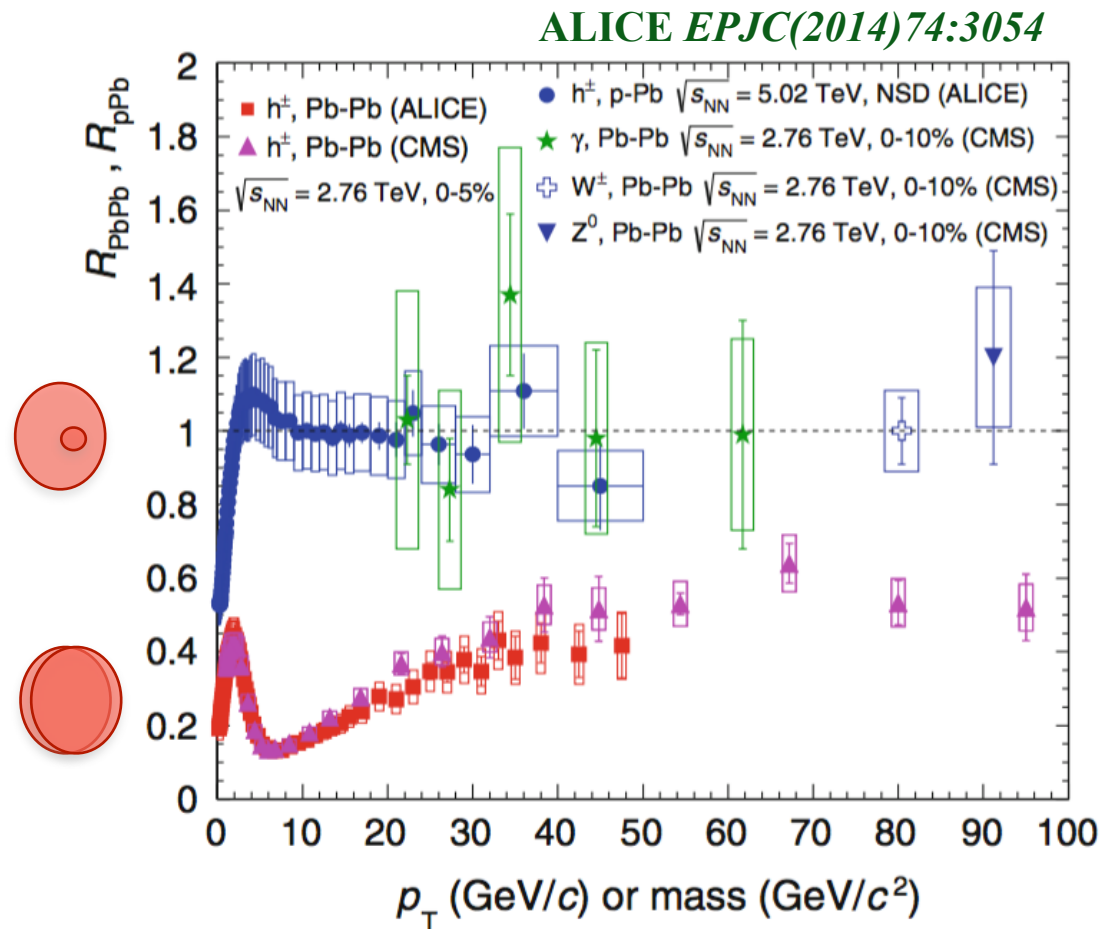 ALICE EPJC(2014)74:3054
R_PbPb , R_pPb
2
1.8
1.6
1.4
1.2
1
0.8
0.6
0.4
0.2
0
h±, Pb-Pb (ALICE)
h±, Pb-Pb (CMS)
√s_NN = 2.76 TeV, 0-5%
h±, p-Pb √s_NN = 5.02 TeV, NSD (ALICE)
γ, Pb-Pb √s_NN = 2.76 TeV, 0-10% (CMS)
W±, Pb-Pb √s_NN = 2.76 TeV, 0-10% (CMS)
Z⁰, Pb-Pb √s_NN = 2.76 TeV, 0-10% (CMS)
0 10 20 30 40 50 60 70 80 90 100
p_T (GeV/c) or mass (GeV/c²)